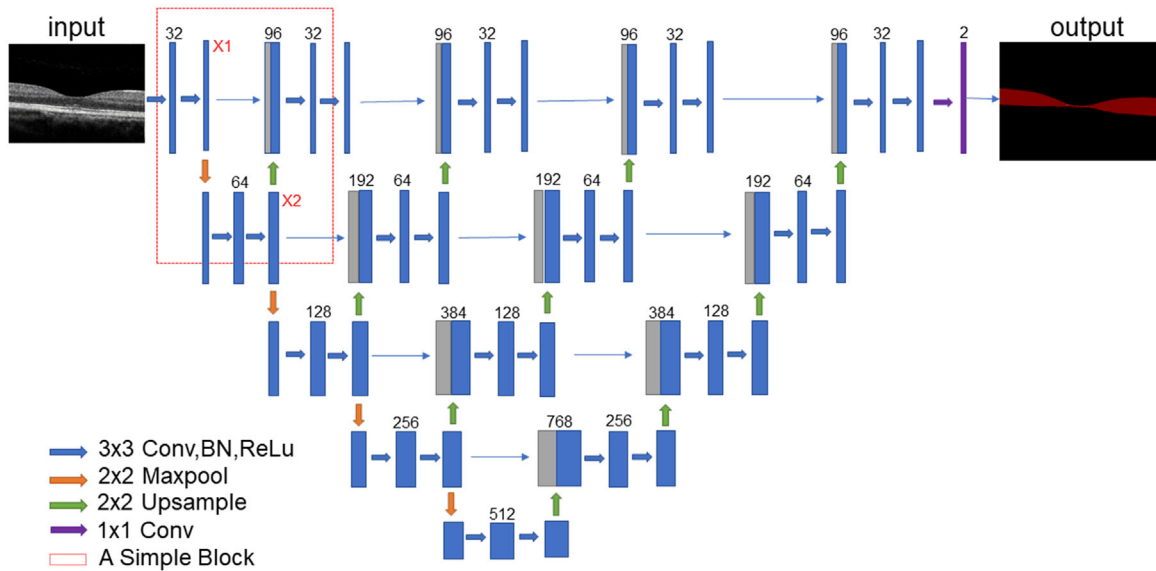 input
32
X1
96
32
96
32
96
32
96
32
2
output
64
X2
192
64
192
64
192
64
128
384
128
384
128
256
768
256
512
3x3 Conv,BN,ReLu
2x2 Maxpool
2x2 Upsample
1x1 Conv
A Simple Block